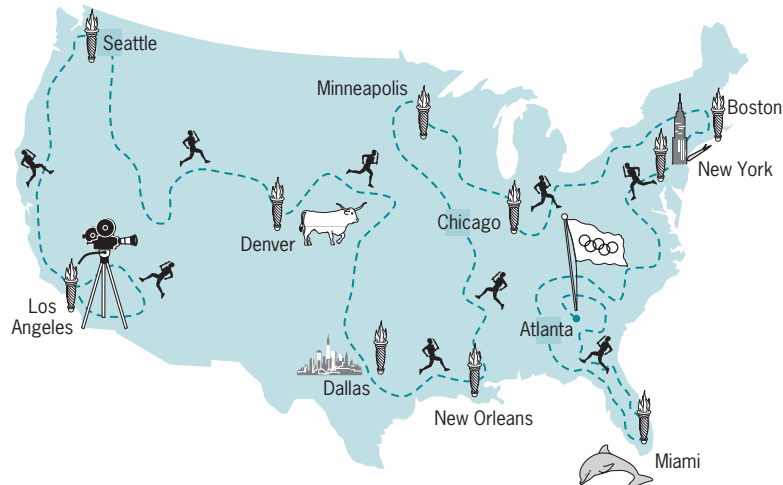 Seattle
Minneapolis
Boston
New York
Denver
Chicago
Los
Angeles
Atlanta
Dallas
New Orleans
Miami